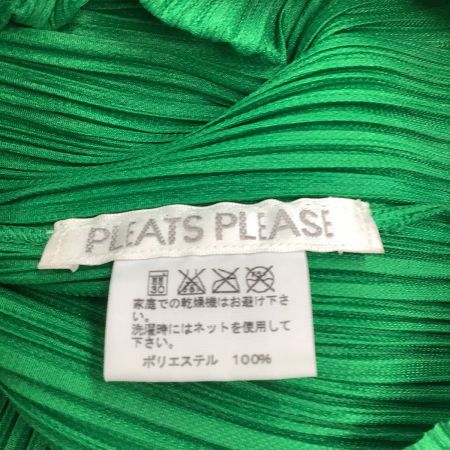 PLEATS PLEASE
家庭での乾燥機はお避け下さ
い。
洗濯時にはネットを使用して
下さい。
ポリエステル 100%